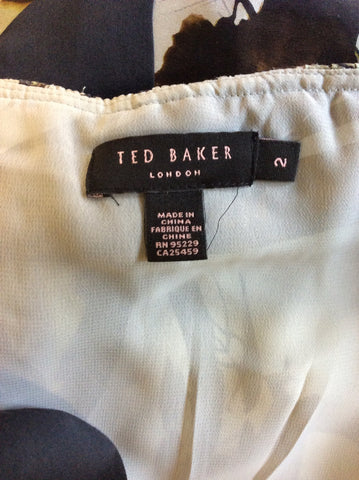 TED BAKER
LONDON
2
MADE IN
CHINA
FABRIQUE EN
CHINE
RN 95229
CA25459